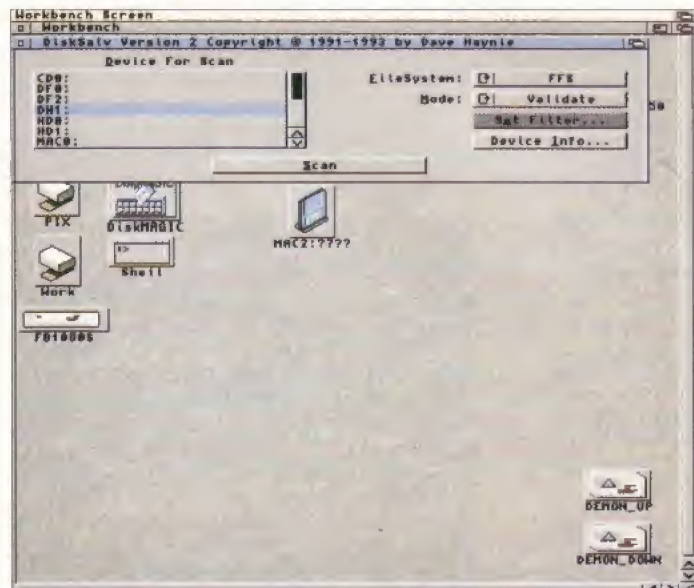 Workbench Screen
Workbench
DiskSalv Version 2 Copyright © 1991-1993 by Dave Haynie
Device For Scan
CD0:
DF0:
DF2:
DH1:
HD0:
HD1:
MAC0:
FileSystem: FFS
Mode: Validate
Set Filter...
Device Info...
Scan
PIX
DiskMAGIC
MAC2:????
Work
Shell
DEMON_UP
DEMON_DOWN